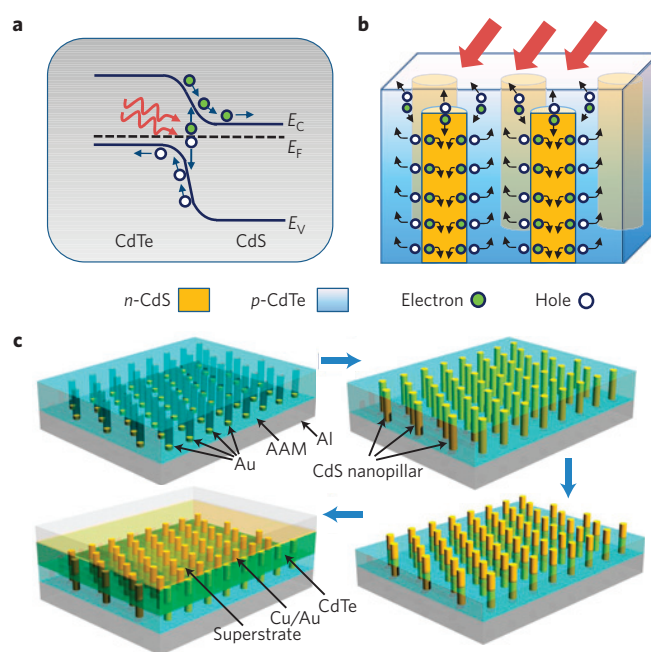 a
E_C
E_F
E_V
CdTe CdS
b
n-CdS p-CdTe Electron Hole
c
Au
AAM
Al
CdS nanopillar
CdTe
Cu/Au
Superstrate